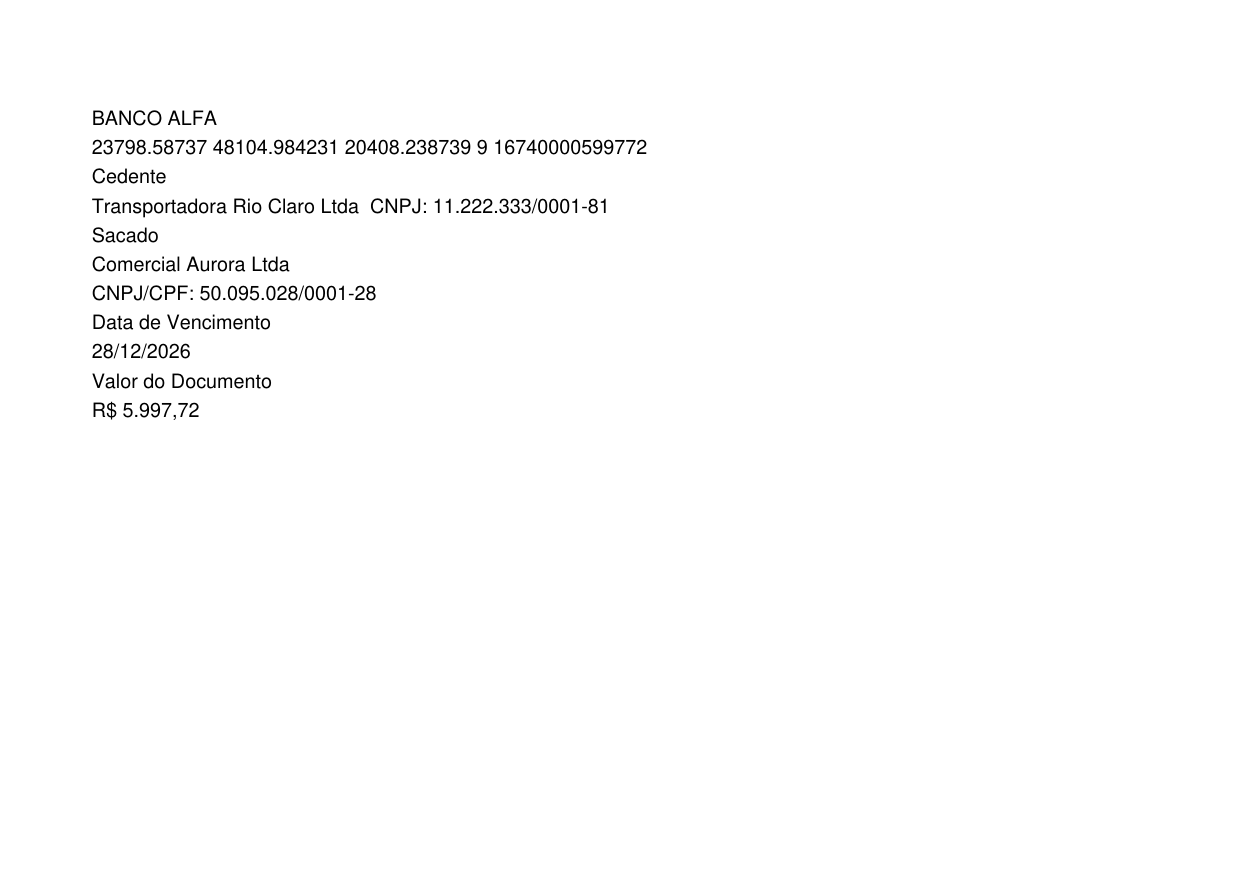 BANCO ALFA
23798.58737 48104.984231 20408.238739 9 16740000599772
Cedente
Transportadora Rio Claro Ltda  CNPJ: 11.222.333/0001-81
Sacado
Comercial Aurora Ltda
CNPJ/CPF: 50.095.028/0001-28
Data de Vencimento
28/12/2026
Valor do Documento
R$ 5.997,72